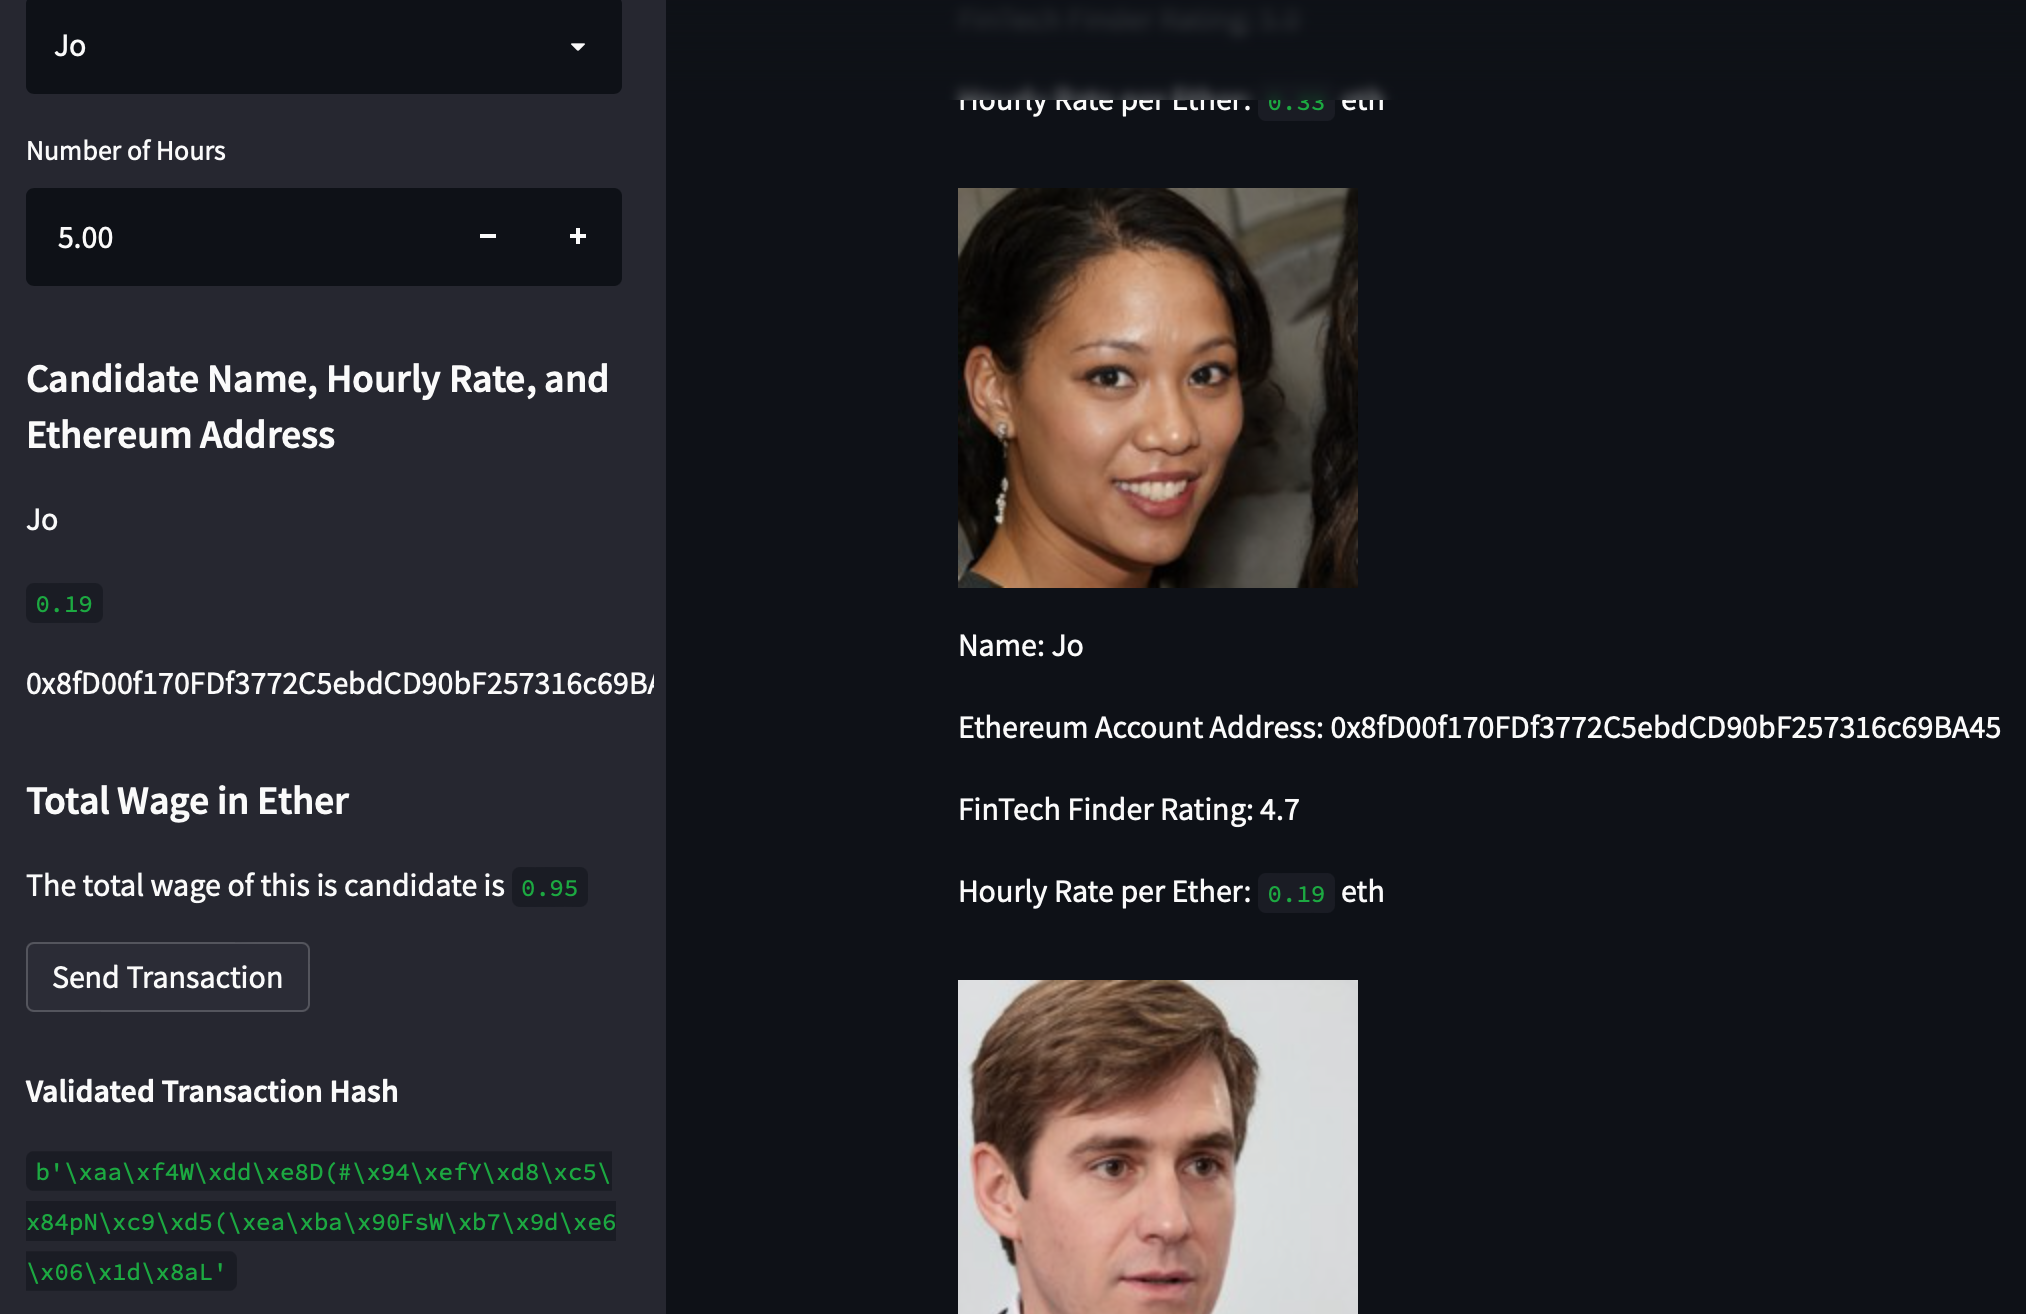 Jo
Number of Hours
5.00
Candidate Name, Hourly Rate, and
Ethereum Address
Jo
0.19
0x8fD00f170FDf3772C5ebdCD90bF257316c69BA
Total Wage in Ether
The total wage of this is candidate is 0.95
Send Transaction
Validated Transaction Hash
b'\xaa\xf4W\xdd\xe8D(#\x94\xefY\xd8\xc5\
x84pN\xc9\xd5(\xea\xba\x90FsW\xb7\x9d\xe6
\x06\x1d\x8aL'
Hourly Rate per Ether: 0.33 eth
Name: Jo
Ethereum Account Address: 0x8fD00f170FDf3772C5ebdCD90bF257316c69BA45
FinTech Finder Rating: 4.7
Hourly Rate per Ether: 0.19 eth